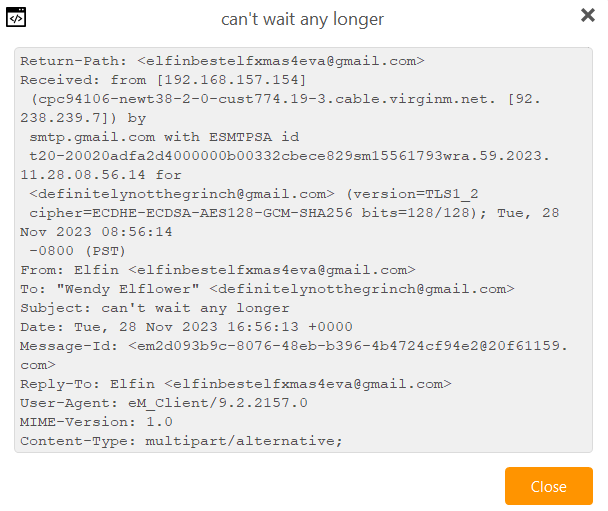 can't wait any longer
Return-Path: <elfinbestelfxmas4eva@gmail.com>
Received: from [192.168.157.154]
(cpc94106-newt38-2-0-cust774.19-3.cable.virginm.net. [92.
238.239.7]) by
smtp.gmail.com with ESMTPSA id
t20-20020adfa2d4000000b00332cbece829sm15561793wra.59.2023.
11.28.08.56.14 for
<definitelynotthegrinch@gmail.com> (version=TLS1_2
cipher=ECDHE-ECDSA-AES128-GCM-SHA256 bits=128/128); Tue, 28
Nov 2023 08:56:14
-0800 (PST)
From: Elfin <elfinbestelfxmas4eva@gmail.com>
To: "Wendy Elflower" <definitelynotthegrinch@gmail.com>
Subject: can't wait any longer
Date: Tue, 28 Nov 2023 16:56:13 +0000
Message-Id: <em2d093b9c-8076-48eb-b396-4b4724cf94e2@20f61159.
com>
Reply-To: Elfin <elfinbestelfxmas4eva@gmail.com>
User-Agent: eM_Client/9.2.2157.0
MIME-Version: 1.0
Content-Type: multipart/alternative;
Close